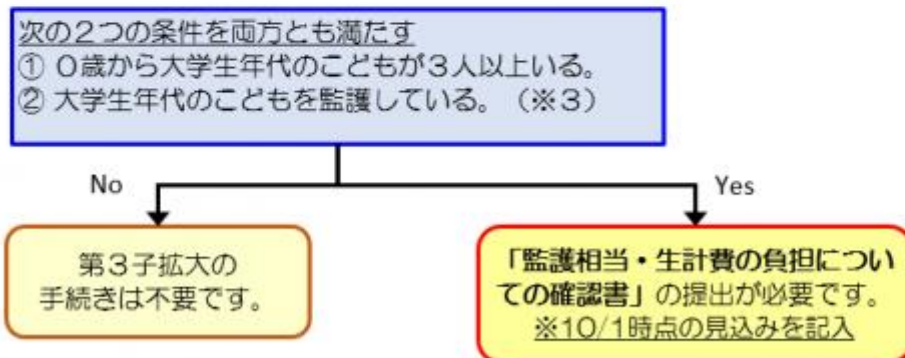 次の２つの条件を両方とも満たす
① ０歳から大学生年代のこどもが３人以上いる。
② 大学生年代のこどもを監護している。（※３）
No
Yes
第３子拡大の
手続きは不要です。
「監護相当・生計費の負担につい
ての確認書」の提出が必要です。
※10/1時点の見込みを記入